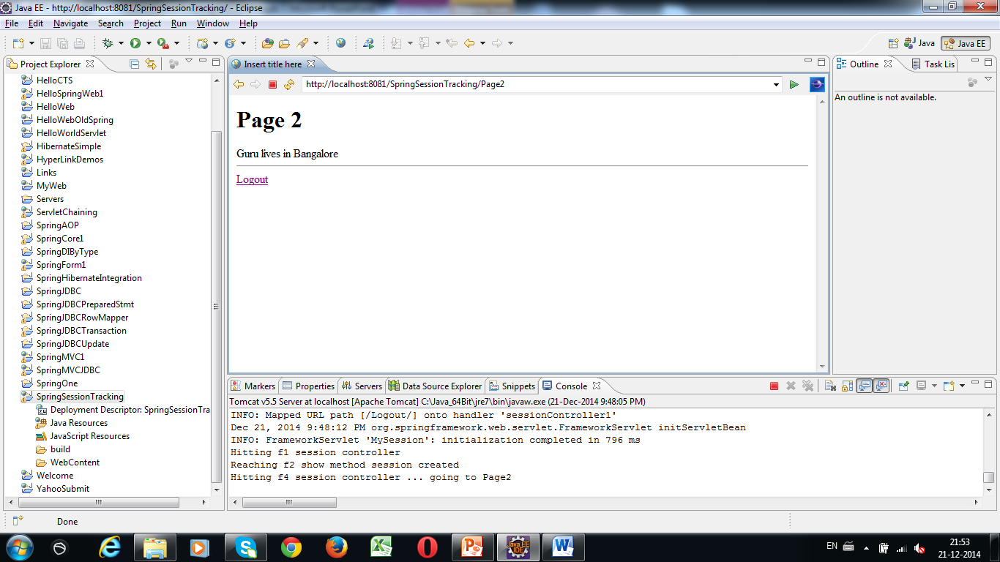 Java EE - http://localhost:8081/SpringSessionTracking/ - Eclipse
File Edit Navigate Search Project Run Window Help
Java Java EE
Project Explorer
HelloCTS
HelloSpringWeb1
HelloWeb
HelloWebOldSpring
HelloWorldServlet
HibernateSimple
HyperLinkDemos
Links
MyWeb
Servers
ServletChaining
SpringAOP
SpringCore1
SpringDIByType
SpringForm1
SpringHibernateIntegration
SpringJDBC
SpringJDBCPreparedStmt
SpringJDBCRowMapper
SpringJDBCTransaction
SpringJDBCUpdate
SpringMVC1
SpringMVCJDBC
SpringOne
SpringSessionTracking
Deployment Descriptor: SpringSessionTra
Java Resources
JavaScript Resources
build
WebContent
Welcome
YahooSubmit
Insert title here
http://localhost:8081/SpringSessionTracking/Page2
Page 2
Guru lives in Bangalore
Logout
Outline Task Lis
An outline is not available.
Markers Properties Servers Data Source Explorer Snippets Console
Tomcat v5.5 Server at localhost [Apache Tomcat] C:\Java_64Bit\jre7\bin\javaw.exe (21-Dec-2014 9:48:05 PM)
INFO: Mapped URL path [/Logout/] onto handler 'sessionController1'
Dec 21, 2014 9:48:12 PM org.springframework.web.servlet.FrameworkServlet initServletBean
INFO: FrameworkServlet 'MySession': initialization completed in 796 ms
Hitting f1 session controller
Reaching f2 show method session created
Hitting f4 session controller ... going to Page2
Done
Java EE
IDE
EN
21:53
21-12-2014